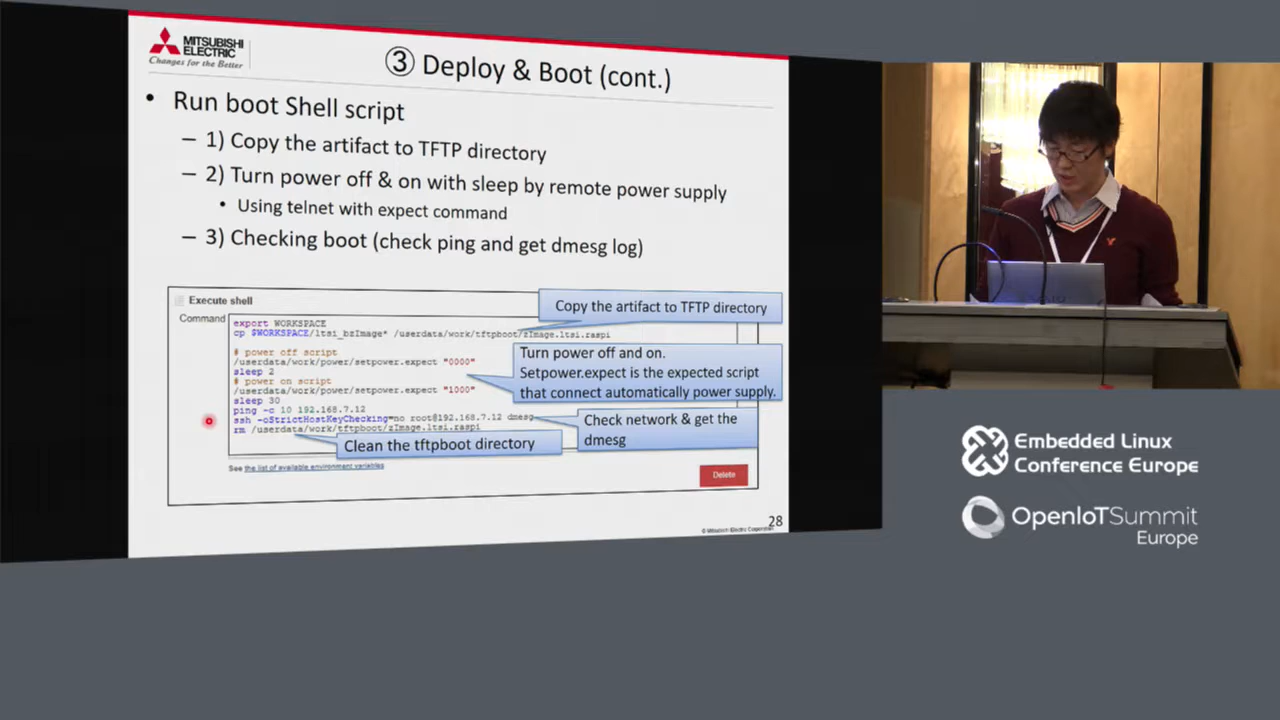 MITSUBISHI
ELECTRIC
Changes for the Better
③ Deploy & Boot (cont.)
• Run boot Shell script
– 1) Copy the artifact to TFTP directory
– 2) Turn power off & on with sleep by remote power supply
• Using telnet with expect command
– 3) Checking boot (check ping and get dmesg log)
Execute shell
Command
export WORKSPACE
cp $WORKSPACE/ltsi_bzImage* /userdata/work/tftpboot/zImage.ltsi.raspi
# power off script
/userdata/work/power/setpower.expect "0000"
sleep 2
# power on script
/userdata/work/power/setpower.expect "1000"
sleep 30
ping -c 10 192.168.7.12
ssh -oStrictHostKeyChecking=no root@192.168.7.12 dmesg
rm /userdata/work/tftpboot/zImage.ltsi.raspi
Copy the artifact to TFTP directory
Turn power off and on.
Setpower.expect is the expected script
that connect automatically power supply.
Check network & get the
dmesg
Clean the tftpboot directory
See the list of available environment variables
Delete
28
© Mitsubishi Electric Corporation
Embedded Linux
Conference Europe
OpenIoTSummit
Europe